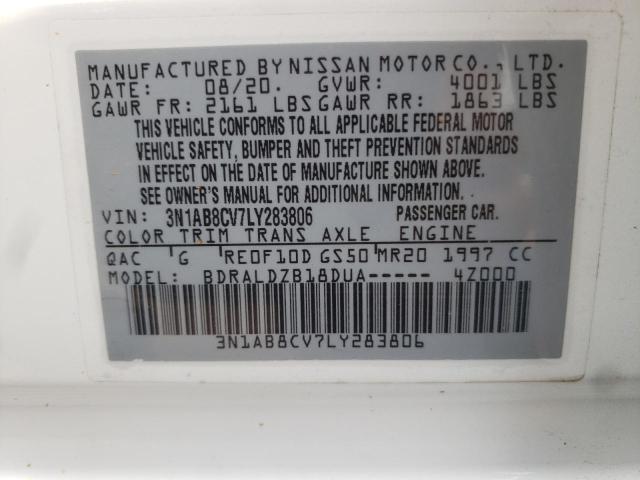 MANUFACTURED BY NISSAN MOTOR CO., LTD.
DATE: 08/20. GVWR: 4001 LBS
GAWR FR: 2161 LBS GAWR RR: 1863 LBS
THIS VEHICLE CONFORMS TO ALL APPLICABLE FEDERAL MOTOR
VEHICLE SAFETY, BUMPER AND THEFT PREVENTION STANDARDS
IN EFFECT ON THE DATE OF MANUFACTURE SHOWN ABOVE.
SEE OWNER'S MANUAL FOR ADDITIONAL INFORMATION.
VIN: 3N1AB8CV7LY283806 PASSENGER CAR.
COLOR TRIM TRANS AXLE ENGINE
QAC G RE0F10D GS50 MR20 1997 CC
MODEL: BDRALDZB18DUA----- 4Z000
3N1AB8CV7LY283806